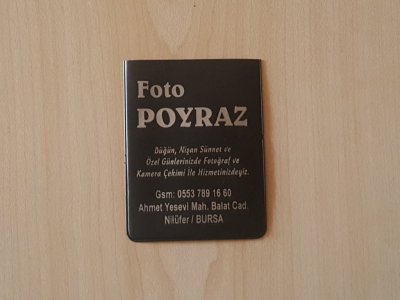 Foto
POYRAZ
Düğün, Nişan Sünnet ve
Özel Günlerinizde Fotoğraf ve
Kamera Çekimi İle Hizmetinizdeyiz.
Gsm: 0553 789 16 60
Ahmet Yesevi Mah. Balat Cad.
Nilüfer / BURSA